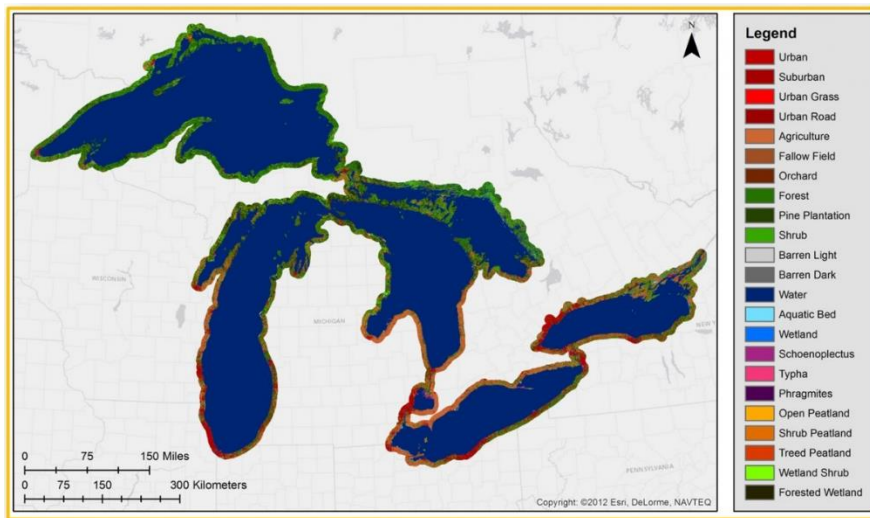 N
WISCONSIN
MICHIGAN
NEW Y
PENNSYLVANIA
0 75 150 Miles
0 75 150 300 Kilometers
Copyright: ©2012 Esri, DeLorme, NAVTEQ
Legend
Urban
Suburban
Urban Grass
Urban Road
Agriculture
Fallow Field
Orchard
Forest
Pine Plantation
Shrub
Barren Light
Barren Dark
Water
Aquatic Bed
Wetland
Schoenoplectus
Typha
Phragmites
Open Peatland
Shrub Peatland
Treed Peatland
Wetland Shrub
Forested Wetland